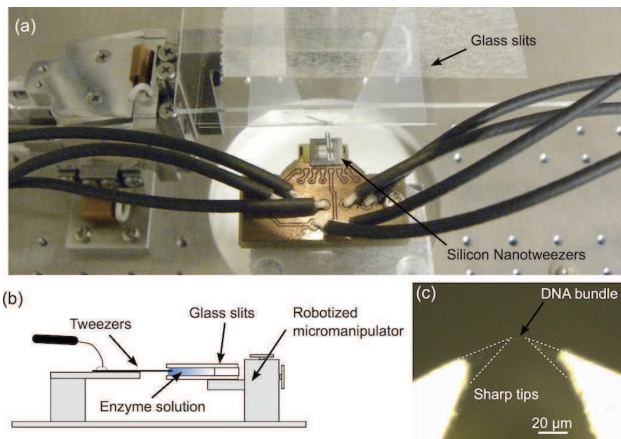 (a)
Glass slits
Silicon Nanotweezers
(b)
Tweezers
Glass slits
Robotized
micromanipulator
Enzyme solution
(c)
DNA bundle
Sharp tips
20 µm